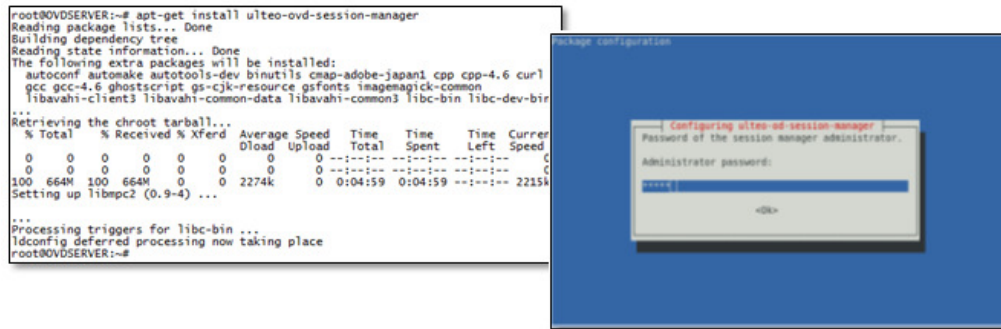 root@OVDSERVER:~# apt-get install ulteo-ovd-session-manager
Reading package lists... Done
Building dependency tree
Reading state information... Done
The following extra packages will be installed:
autoconf automake autotools-dev binutils cmap-adobe-japan1 cpp cpp-4.6 curl
gcc gcc-4.6 ghostscript gs-cjk-resource gsfonts imagemagick-common
libavahi-client3 libavahi-common-data libavahi-common3 libc-bin libc-dev-bin
...
Retrieving the chroot tarball...
% Total % Received % Xferd Average Speed Time Time Time Curren
Dload Upload Total Spent Left Speed
0 0 0 0 0 0 0 0 --:--:-- --:--:-- --:--:-- 0
0 0 0 0 0 0 0 0 --:--:-- --:--:-- --:--:-- 0
100 664M 100 664M 0 0 2274k 0 0:04:59 0:04:59 --:--:-- 2215k
Setting up libmpc2 (0.9-4) ...
...
Processing triggers for libc-bin ...
ldconfig deferred processing now taking place
root@OVDSERVER:~#
Package configuration
Configuring ulteo-od-session-manager
Password of the session manager administrator.
Administrator password:
*****
<Ok>